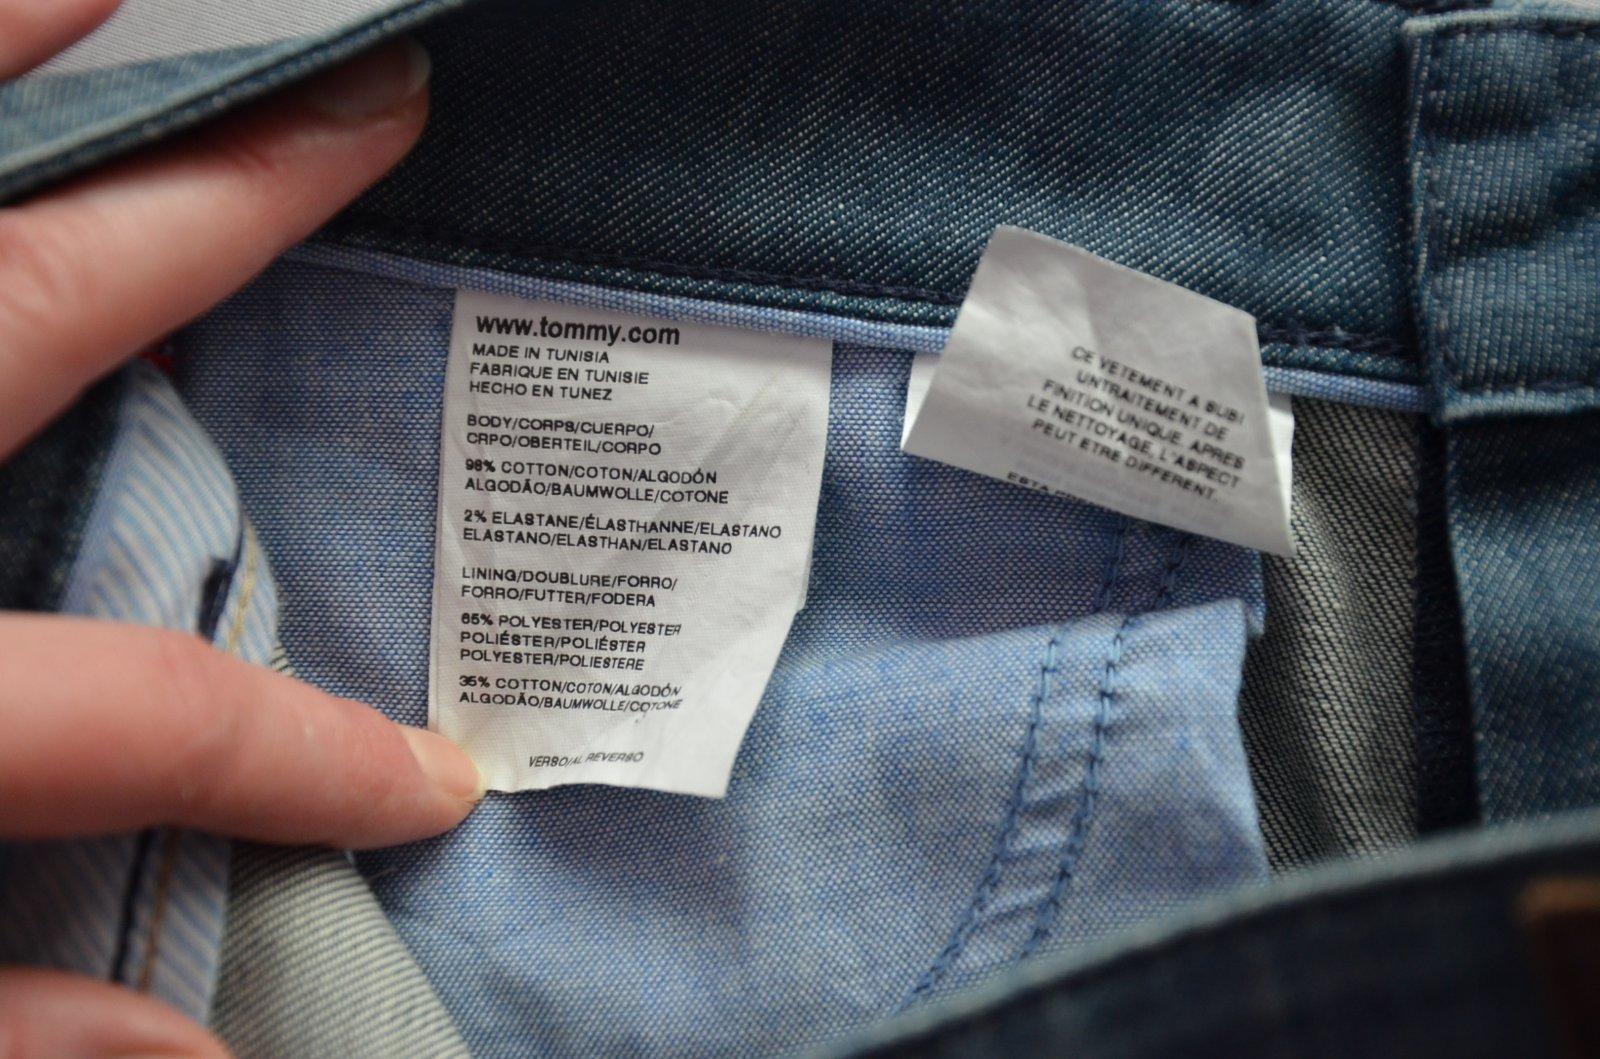 www.tommy.com
MADE IN TUNISIA
FABRIQUE EN TUNISIE
HECHO EN TUNEZ
BODY/CORPS/CUERPO/
CRPO/OBERTEIL/CORPO
98% COTTON/COTON/ALGODÓN
ALGODÃO/BAUMWOLLE/COTONE
2% ELASTANE/ÉLASTHANNE/ELASTANO
ELASTANO/ELASTHAN/ELASTANO
LINING/DOUBLURE/FORRO/
FORRO/FUTTER/FODERA
65% POLYESTER/POLYESTER
POLIÉSTER/POLIÉSTER
POLYESTER/POLIESTERE
35% COTTON/COTON/ALGODÓN
ALGODÃO/BAUMWOLLE/COTONE
VERSO/AL REVERSO
CE VETEMENT A SUBI
UNTRAITEMENT DE
FINITION UNIQUE. APRES
LE NETTOYAGE, L'ASPECT
PEUT ETRE DIFFERENT.
ESTA